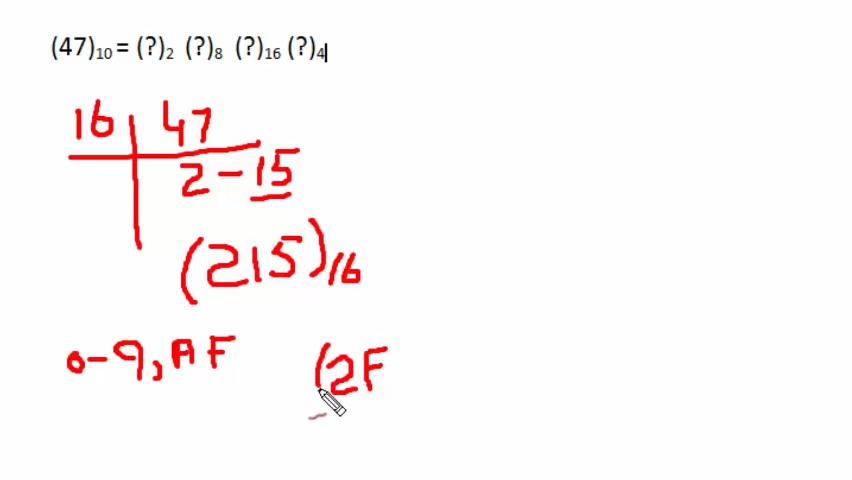 (47)10 = (?)2 (?)8 (?)16 (?)4
16 47
2 - 15
(215)16
0-9, A F (2F